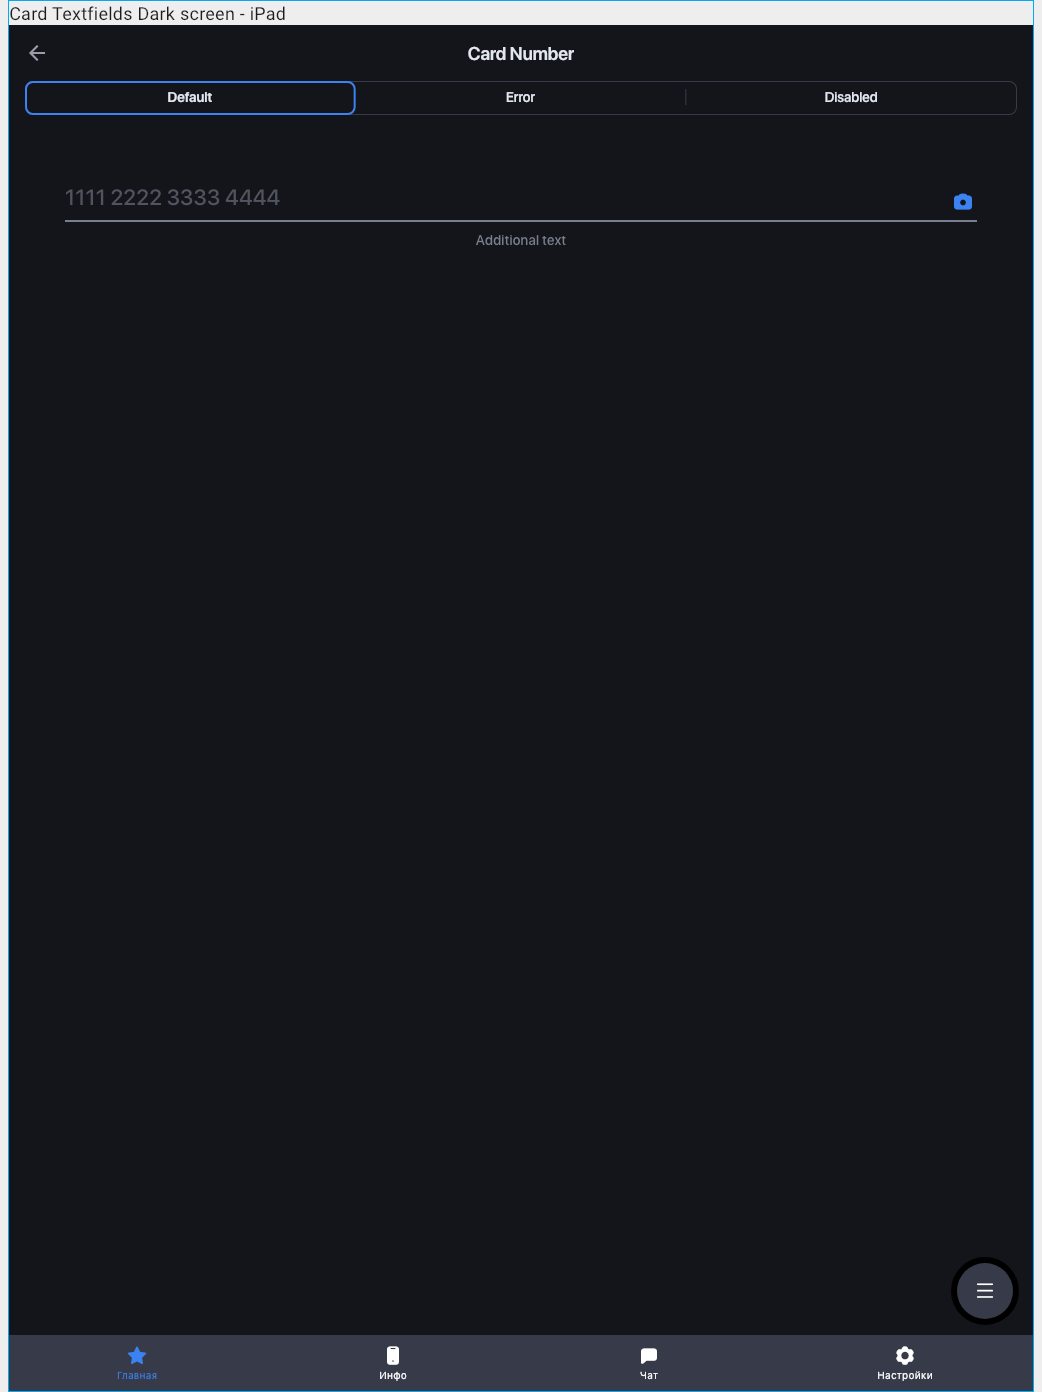 Card Textfields Dark screen - iPad
Card Number
Default Error Disabled
1111 2222 3333 4444
Additional text
Главная Инфо Чат Настройки